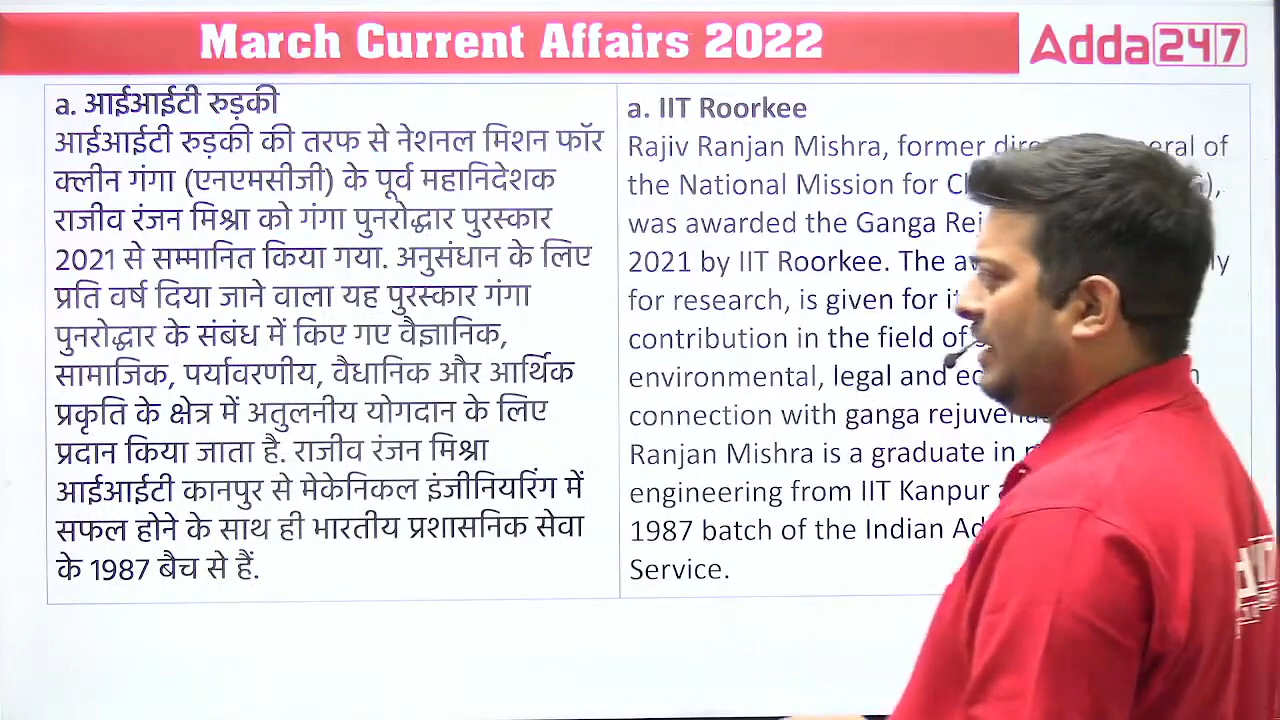 March Current Affairs 2022
Adda247
a. आईआईटी रुड़की
आईआईटी रुड़की की तरफ से नेशनल मिशन फॉर
क्लीन गंगा (एनएमसीजी) के पूर्व महानिदेशक
राजीव रंजन मिश्रा को गंगा पुनरोद्धार पुरस्कार
2021 से सम्मानित किया गया. अनुसंधान के लिए
प्रति वर्ष दिया जाने वाला यह पुरस्कार गंगा
पुनरोद्धार के संबंध में किए गए वैज्ञानिक,
सामाजिक, पर्यावरणीय, वैधानिक और आर्थिक
प्रकृति के क्षेत्र में अतुलनीय योगदान के लिए
प्रदान किया जाता है. राजीव रंजन मिश्रा
आईआईटी कानपुर से मेकेनिकल इंजीनियरिंग में
सफल होने के साथ ही भारतीय प्रशासनिक सेवा
के 1987 बैच से हैं.
a. IIT Roorkee
Rajiv Ranjan Mishra, former of
the National Mission for
was awarded the Ganga
2021 by IIT Roorkee. The
for research, is given for
contribution in the field of
environmental, legal and
connection with ganga
Ranjan Mishra is a graduate in
engineering from IIT Kanpur
1987 batch of the Indian
Service.